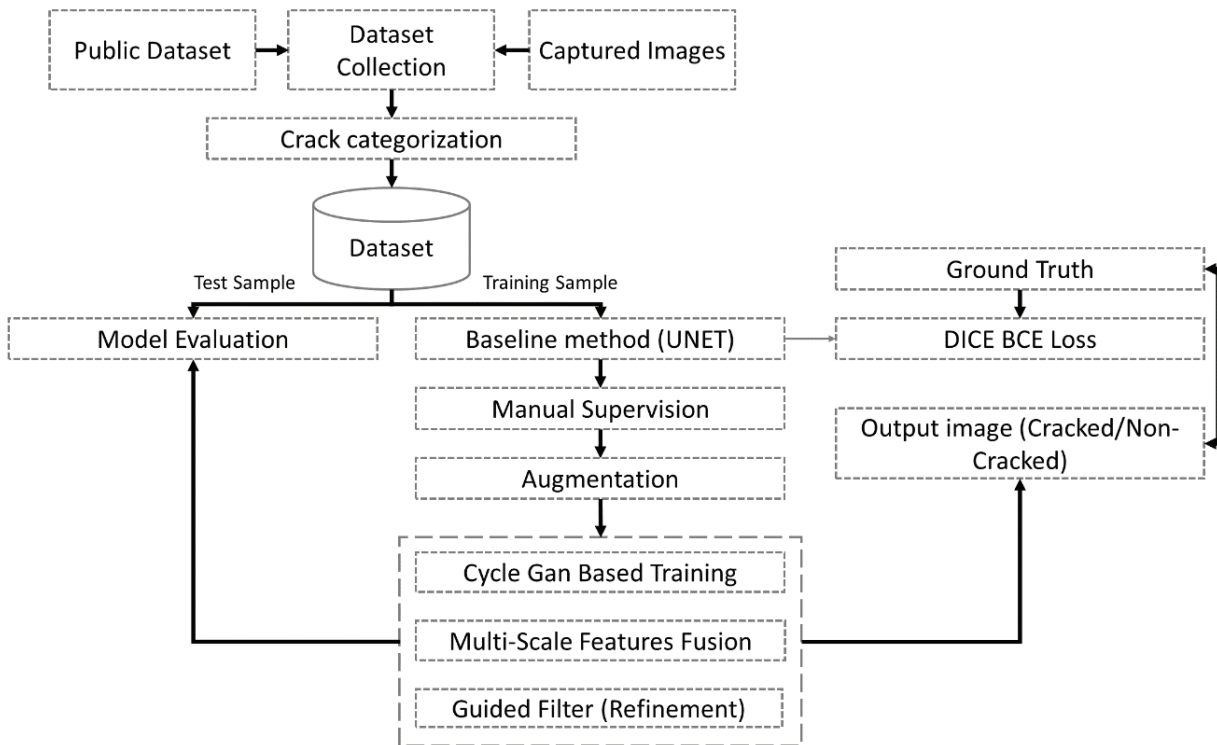 Public Dataset
Dataset
Collection
Captured Images
Crack categorization
Dataset
Test Sample
Training Sample
Ground Truth
Model Evaluation
Baseline method (UNET)
DICE BCE Loss
Manual Supervision
Output image (Cracked/Non-
Cracked)
Augmentation
Cycle Gan Based Training
Multi-Scale Features Fusion
Guided Filter (Refinement)